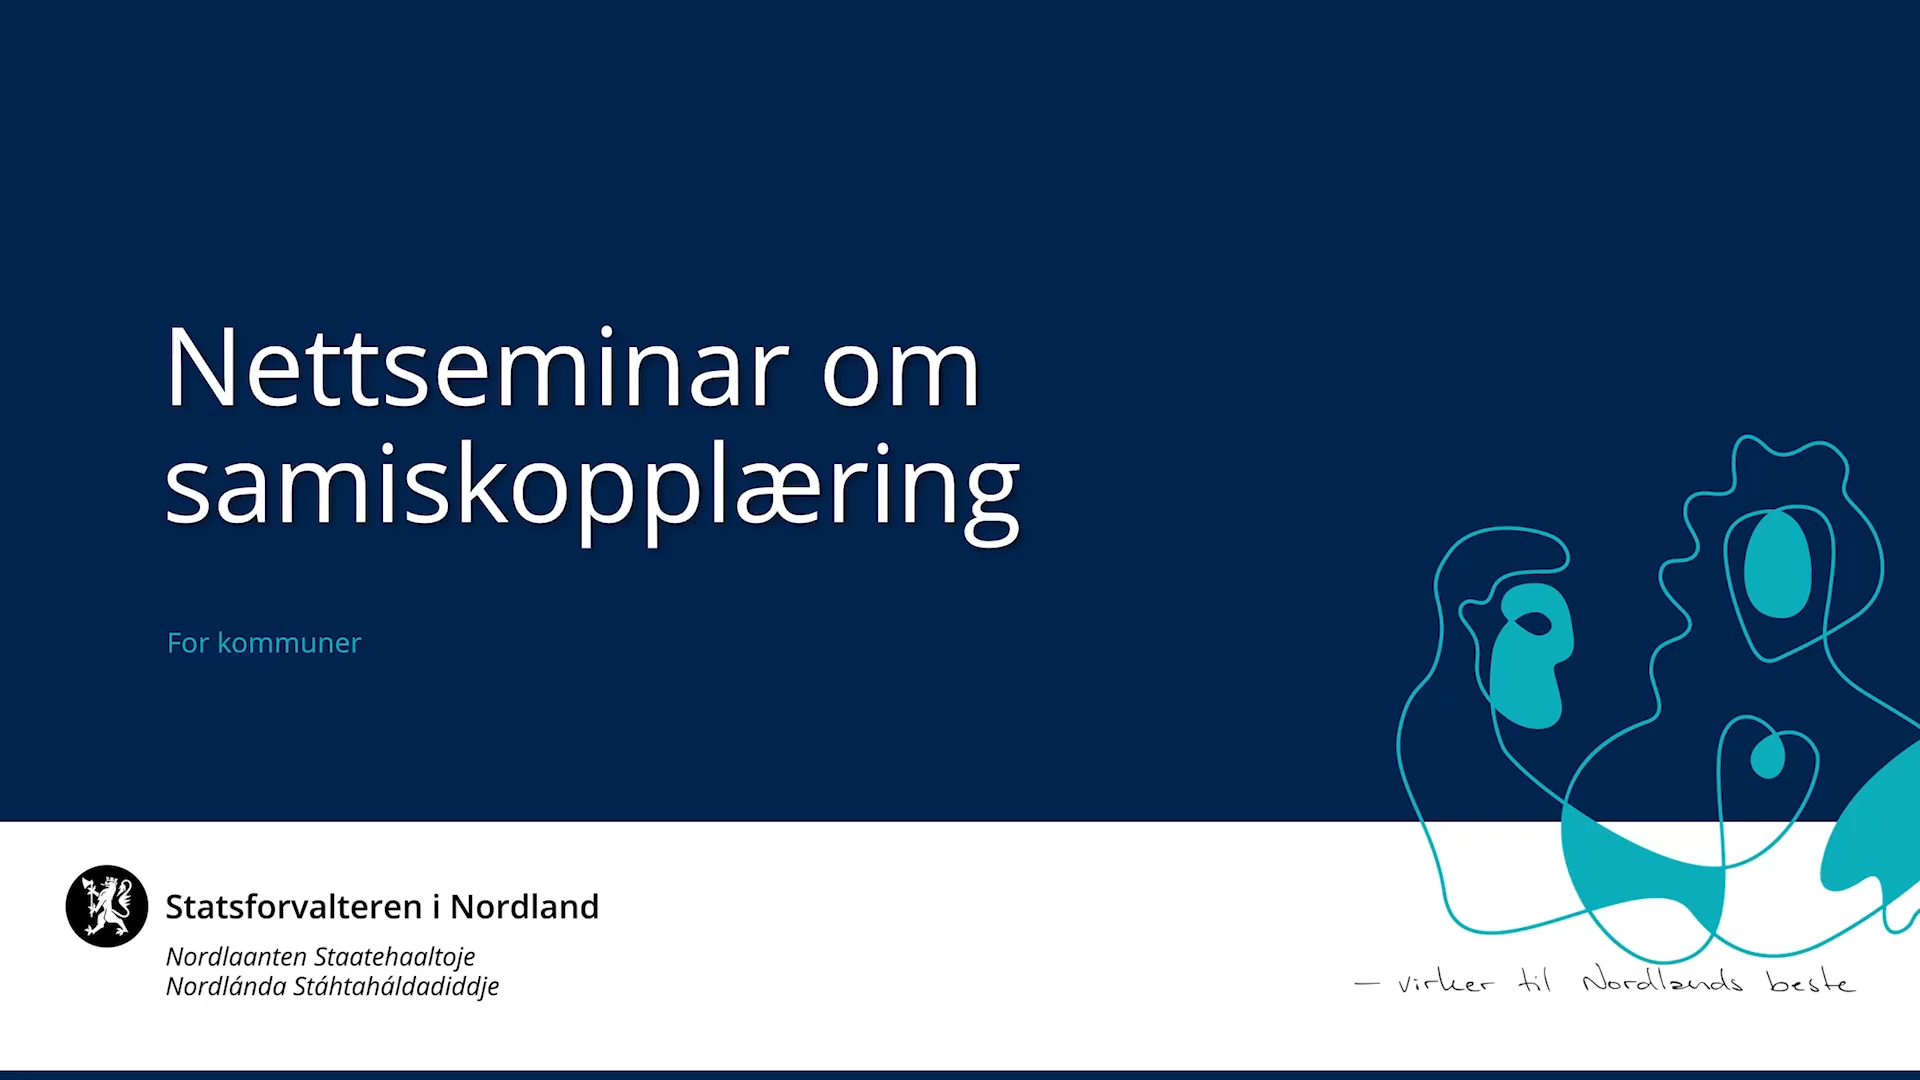 Nettseminar om
samiskopplæring
For kommuner
Statsforvalteren i Nordland
Nordlaanten Staatehaaltoje
Nordlánda Stáhtaháldadiddje
– virker til Nordlands beste